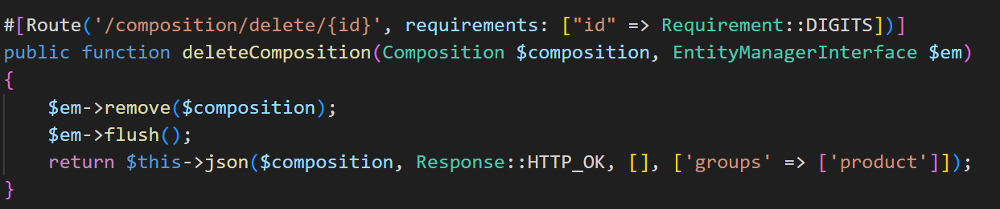 #[Route('/composition/delete/{id}', requirements: ["id" => Requirement::DIGITS])]
public function deleteComposition(Composition $composition, EntityManagerInterface $em)
{
    $em->remove($composition);
    $em->flush();
    return $this->json($composition, Response::HTTP_OK, [], ['groups' => ['product']]);
}